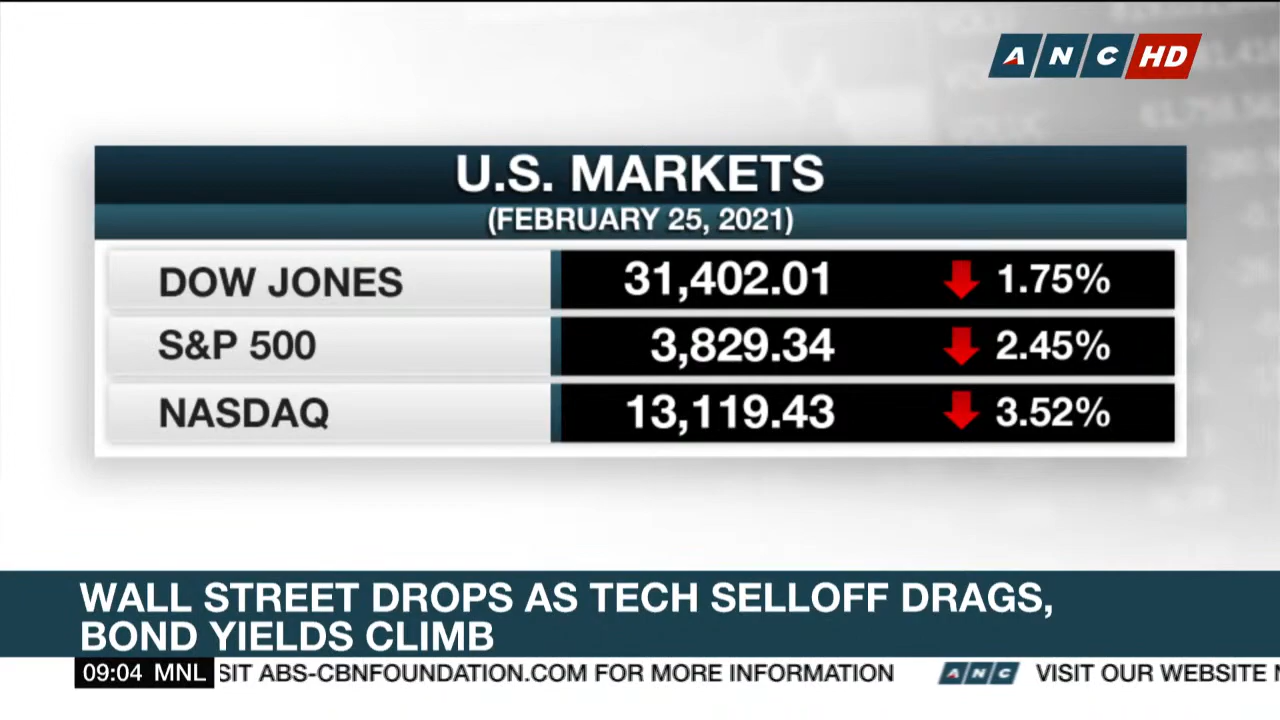 ANC HD
U.S. MARKETS
(FEBRUARY 25, 2021)
DOW JONES 31,402.01 1.75%
S&P 500 3,829.34 2.45%
NASDAQ 13,119.43 3.52%
WALL STREET DROPS AS TECH SELLOFF DRAGS,
BOND YIELDS CLIMB
09:04 MNL SIT ABS-CBNFOUNDATION.COM FOR MORE INFORMATION ANC VISIT OUR WEBSITE